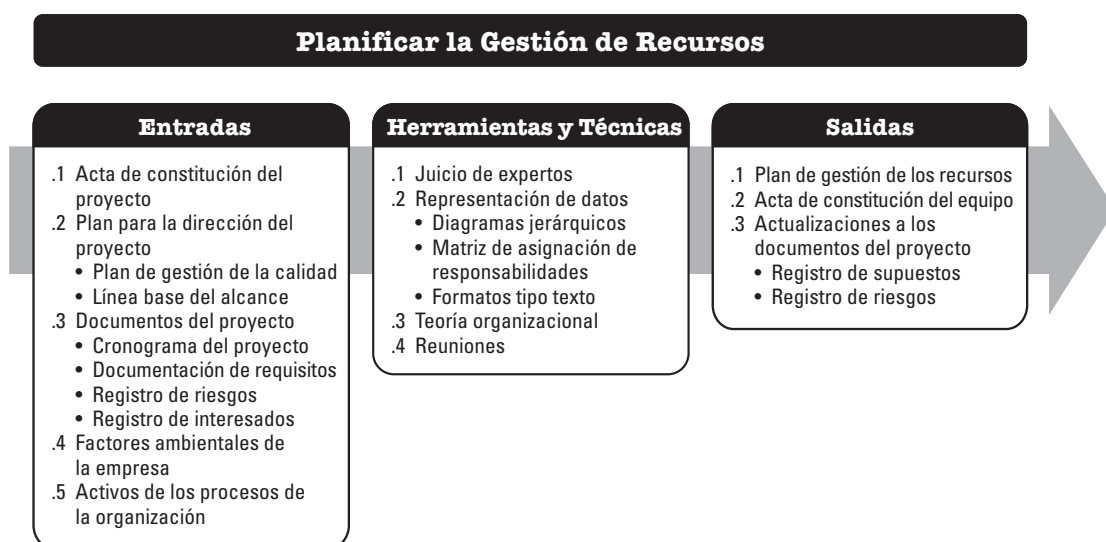 Planificar la Gestión de Recursos
Entradas
.1 Acta de constitución del
proyecto
.2 Plan para la dirección del
proyecto
• Plan de gestión de la calidad
• Línea base del alcance
.3 Documentos del proyecto
• Cronograma del proyecto
• Documentación de requisitos
• Registro de riesgos
• Registro de interesados
.4 Factores ambientales de
la empresa
.5 Activos de los procesos de
la organización
Herramientas y Técnicas
.1 Juicio de expertos
.2 Representación de datos
• Diagramas jerárquicos
• Matriz de asignación de
responsabilidades
• Formatos tipo texto
.3 Teoría organizacional
.4 Reuniones
Salidas
.1 Plan de gestión de los recursos
.2 Acta de constitución del equipo
.3 Actualizaciones a los
documentos del proyecto
• Registro de supuestos
• Registro de riesgos